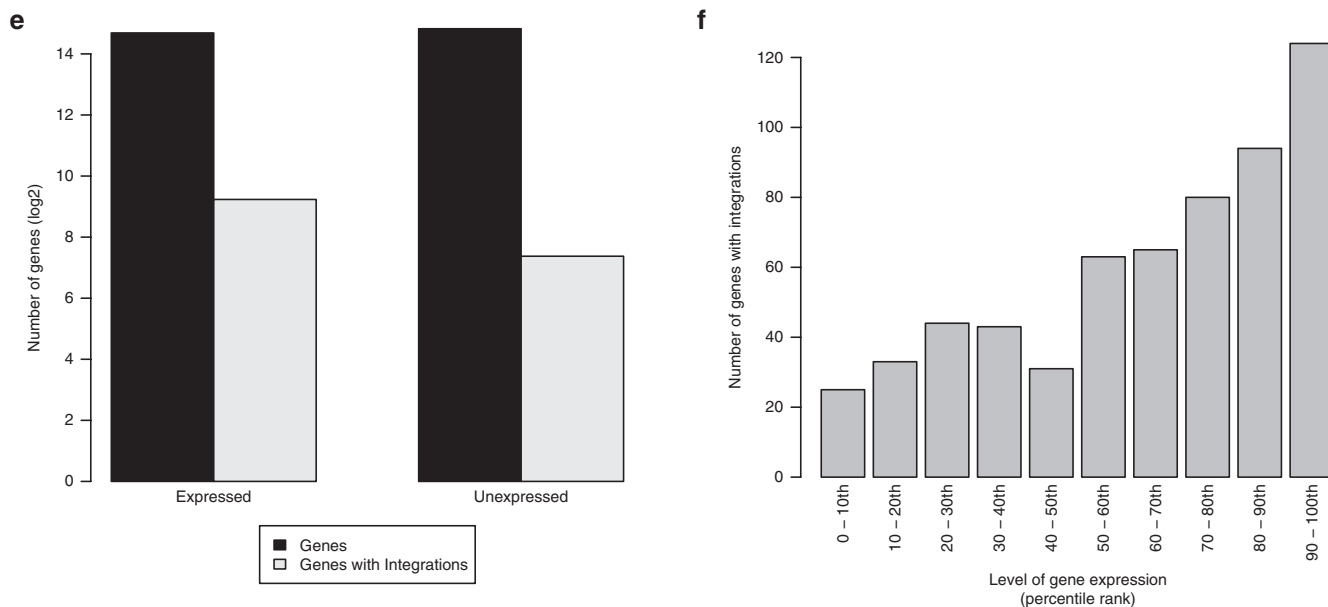 e
Number of genes (log2)
14
12
10
8
6
4
2
0
Expressed
Unexpressed
Genes
Genes with Integrations
f
Number of genes with integrations
120
100
80
60
40
20
0
0 – 10th
10 – 20th
20 – 30th
30 – 40th
40 – 50th
50 – 60th
60 – 70th
70 – 80th
80 – 90th
90 – 100th
Level of gene expression
(percentile rank)